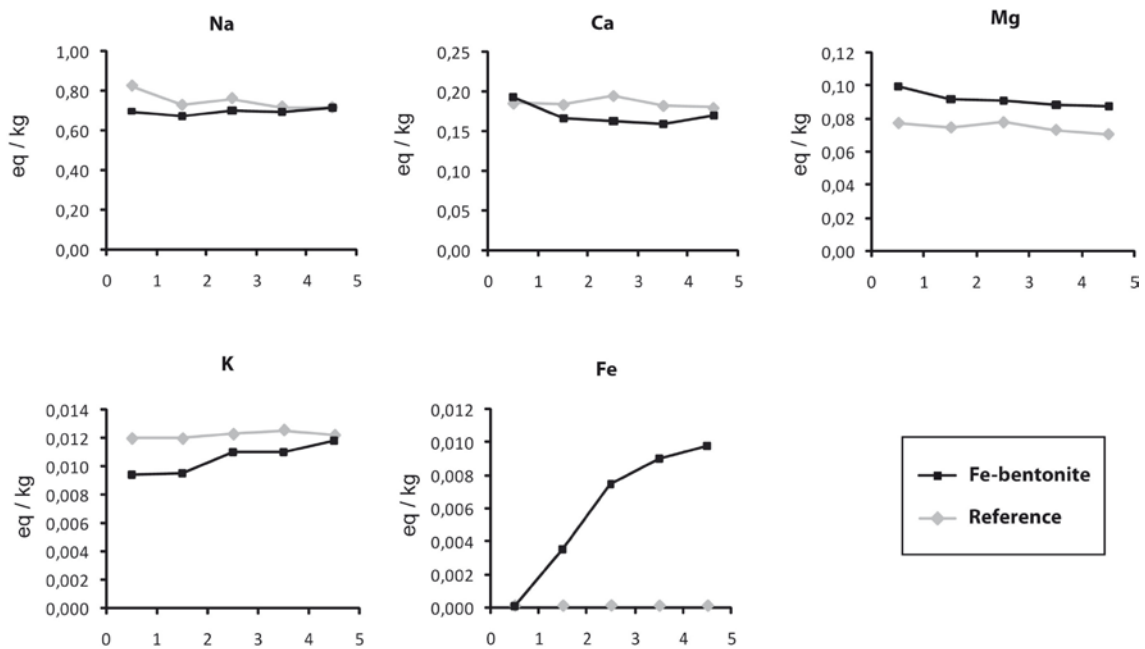 Na
1,00
0,80
0,60
0,40
0,20
0,00
eq / kg
0 1 2 3 4 5
Ca
0,25
0,20
0,15
0,10
0,05
0,00
eq / kg
0 1 2 3 4 5
Mg
0,12
0,10
0,08
0,06
0,04
0,02
0,00
eq / kg
0 1 2 3 4 5
K
0,014
0,012
0,010
0,008
0,006
0,004
0,002
0,000
eq / kg
0 1 2 3 4 5
Fe
0,012
0,010
0,008
0,006
0,004
0,002
0,000
eq / kg
0 1 2 3 4 5
Fe-bentonite
Reference